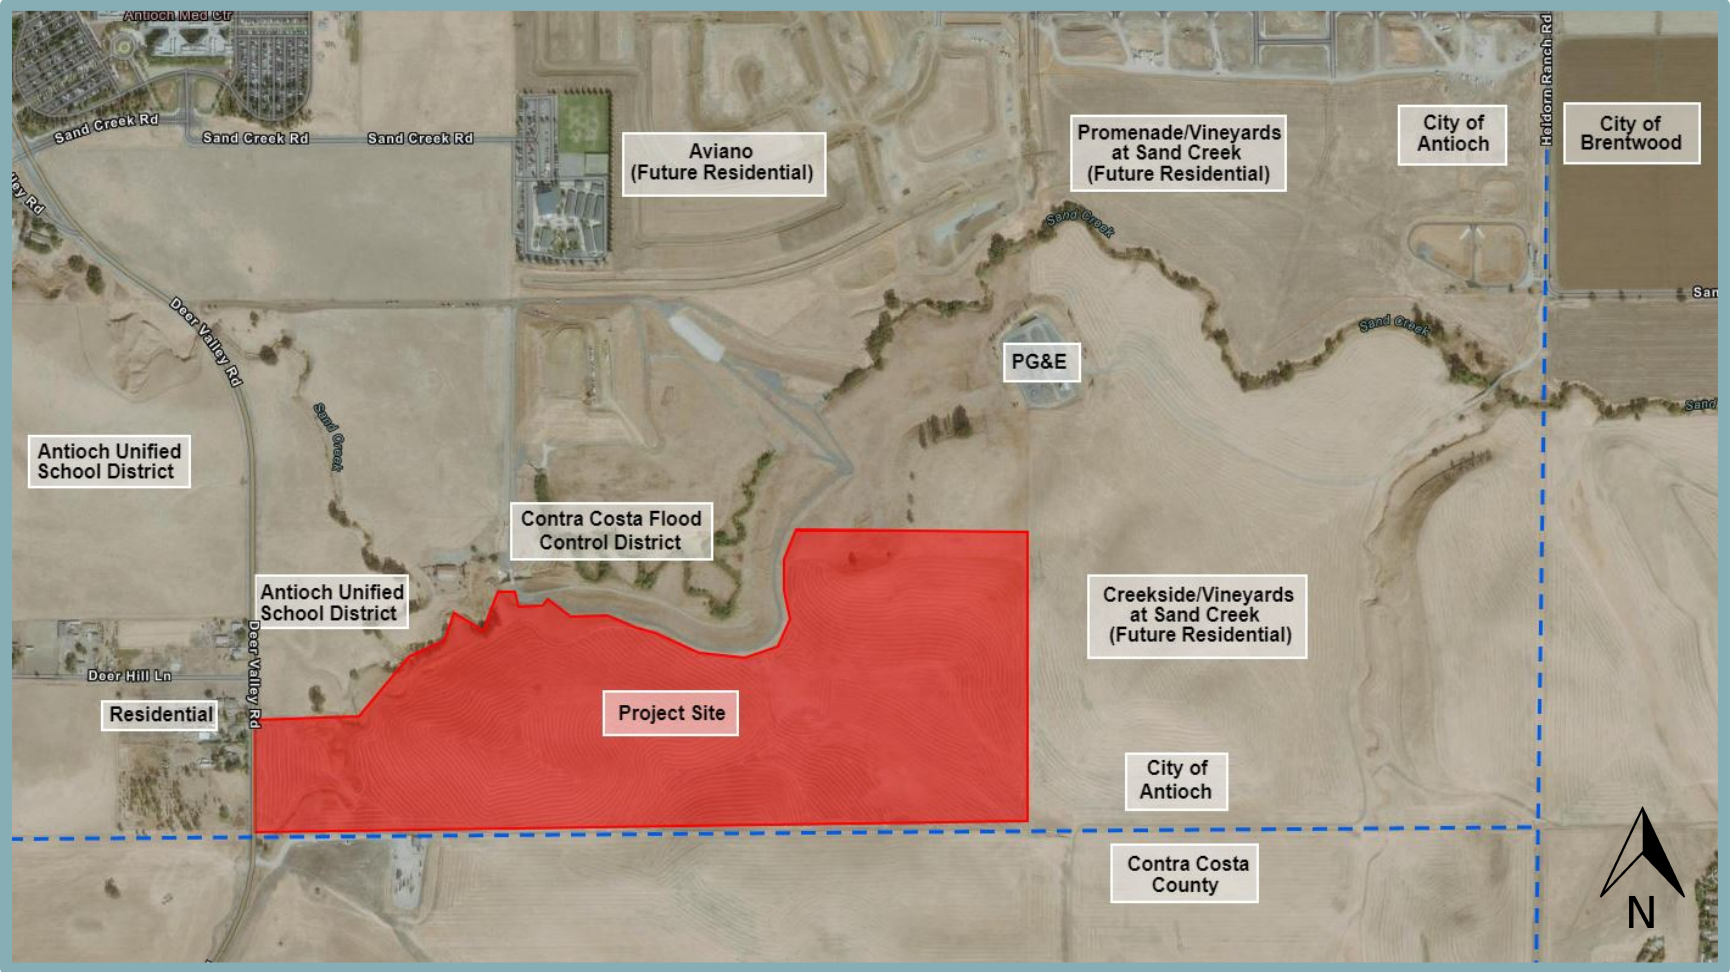 Antioch Med Ctr
Sand Creek Rd
Sand Creek Rd
Sand Creek Rd
Heidorn Ranch Rd
Aviano
(Future Residential)
Promenade/Vineyards
at Sand Creek
(Future Residential)
City of
Antioch
City of
Brentwood
ley Rd
Sand Creek
Deer Valley Rd
San
Sand Creek
PG&E
Sand
Sand Creek
Antioch Unified
School District
Contra Costa Flood
Control District
Antioch Unified
School District
Creekside/Vineyards
at Sand Creek
(Future Residential)
Deer Valley Rd
Deer Hill Ln
Residential
Project Site
City of
Antioch
Contra Costa
County
N